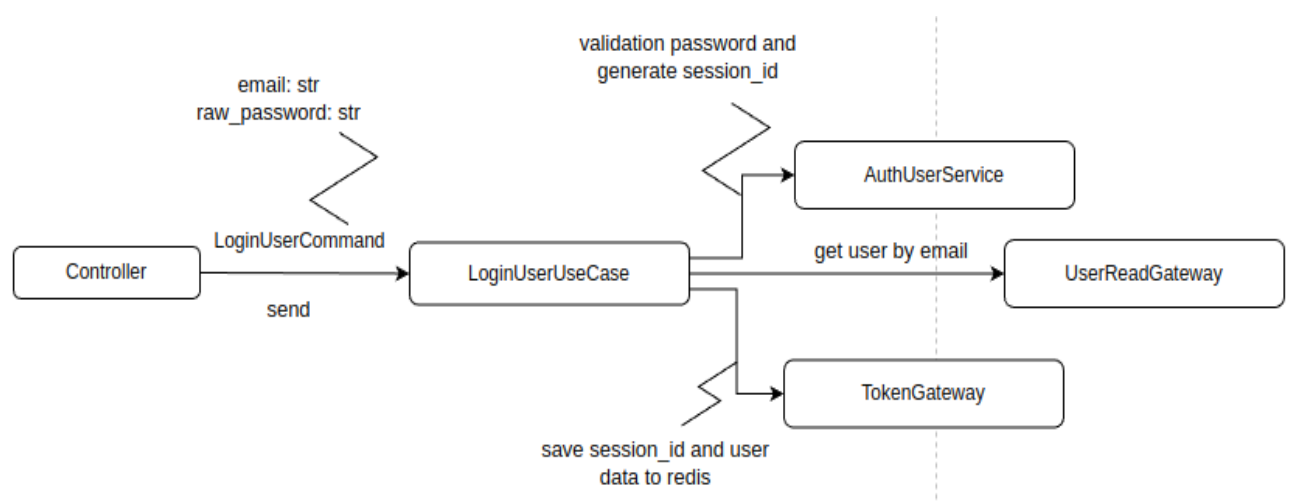 validation password and
generate session_id
email: str
raw_password: str
AuthUserService
LoginUserCommand
get user by email
Controller
LoginUserUseCase
UserReadGateway
send
TokenGateway
save session_id and user
data to redis